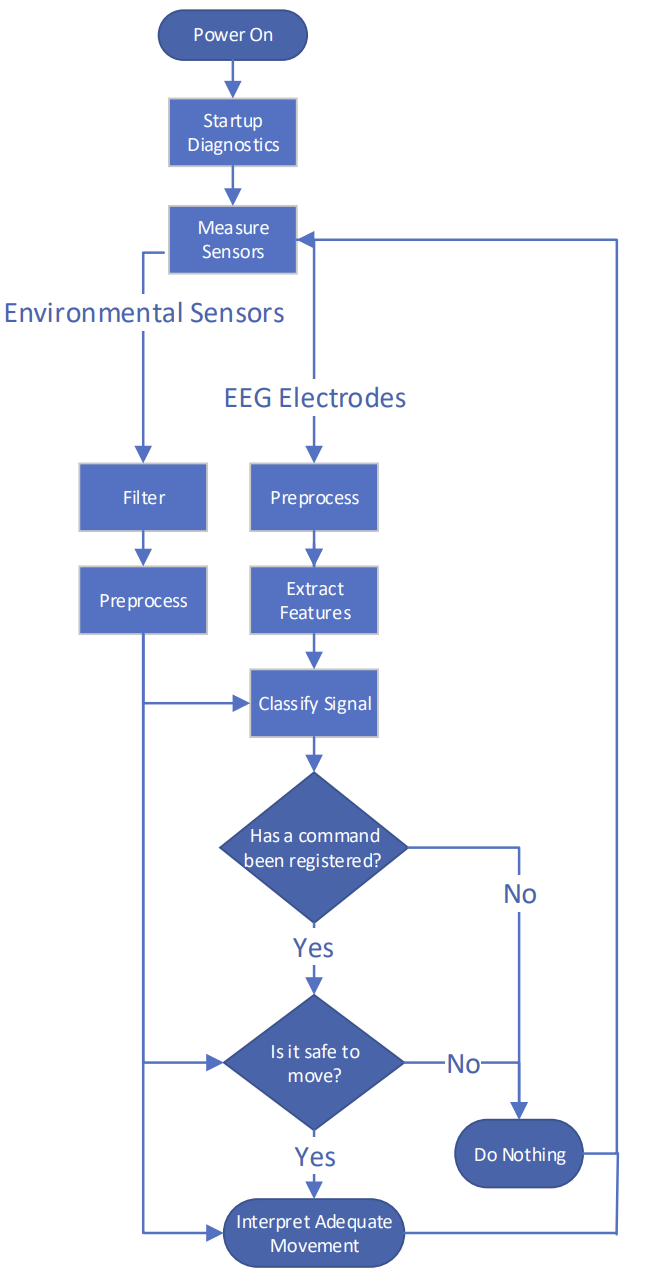 Power On
Startup
Diagnostics
Measure
Sensors
Environmental Sensors
EEG Electrodes
Filter
Preprocess
Preprocess
Extract
Features
Classify Signal
Has a command
been registered?
No
Yes
Is it safe to
move?
No
Yes
Do Nothing
Interpret Adequate
Movement